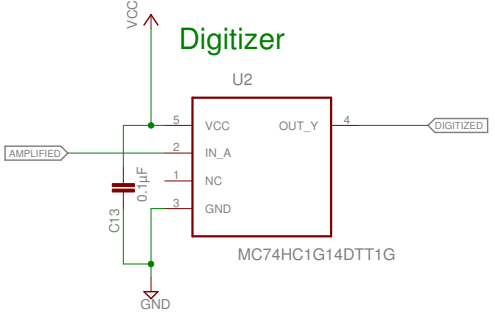 VCC
Digitizer
U2
5
VCC
OUT_Y
4
DIGITIZED
AMPLIFIED
2
IN_A
1
NC
0.1µF
3
GND
C13
MC74HC1G14DTT1G
GND